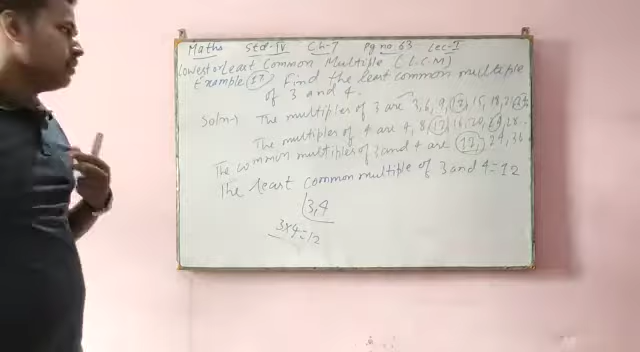 Maths Std-IV Ch-7 Pg no 63 Lec-I
Lowest or Least Common Multiple (L.C.M)
Example 17) Find the least common multiple
of 3 and 4.
Soln→ The multiples of 3 are 3, 6, 9, 12, 15, 18, 21, 24
The multiples of 4 are 4, 8, 12, 16, 20, 24, 28..
The common multiples of 3 and 4 are 12, 24, 36
The least common multiple of 3 and 4 = 12
3, 4
3x4=12